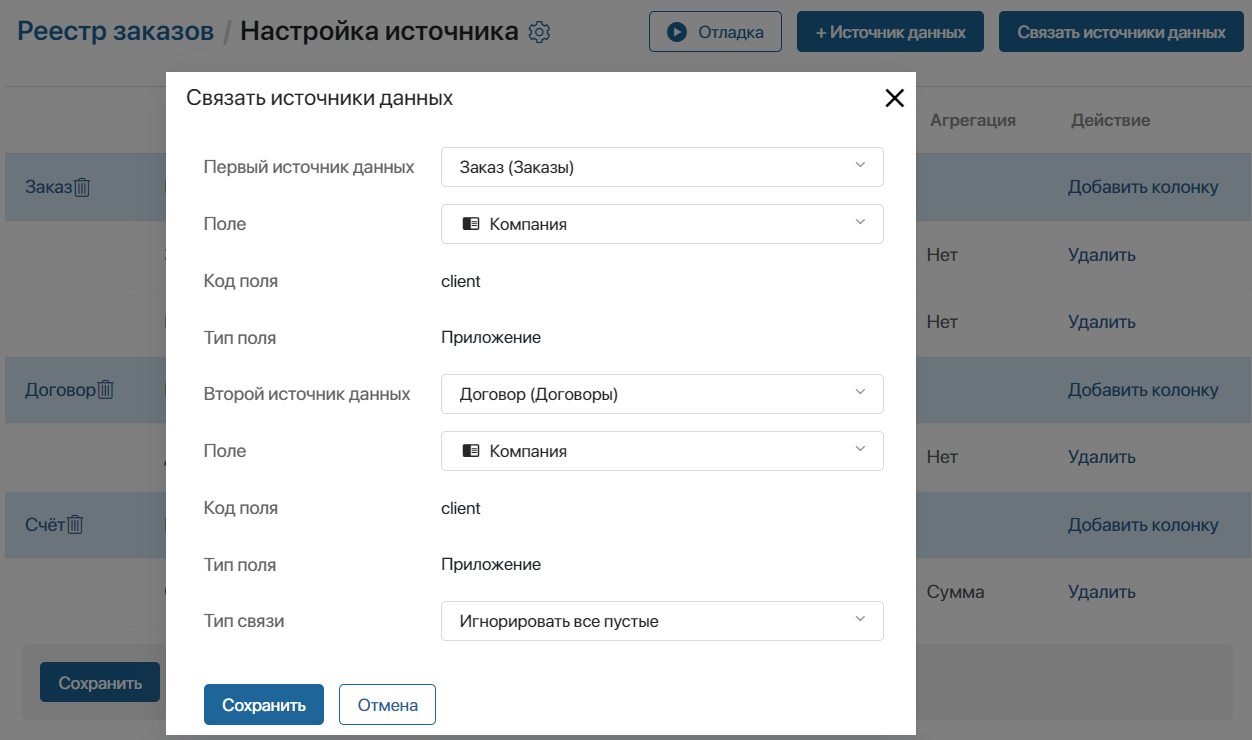 Реестр заказов / Настройка источника
Отладка
+ Источник данных
Связать источники данных
Связать источники данных
Агрегация
Действие
Первый источник данных
Заказ (Заказы)
Заказ
Добавить колонку
Поле
Компания
Нет
Удалить
Код поля
client
Нет
Удалить
Тип поля
Приложение
Второй источник данных
Договор (Договоры)
Договор
Добавить колонку
Поле
Компания
Нет
Удалить
Код поля
client
Счёт
Добавить колонку
Тип поля
Приложение
Сумма
Удалить
Тип связи
Игнорировать все пустые
Сохранить
Сохранить
Отмена